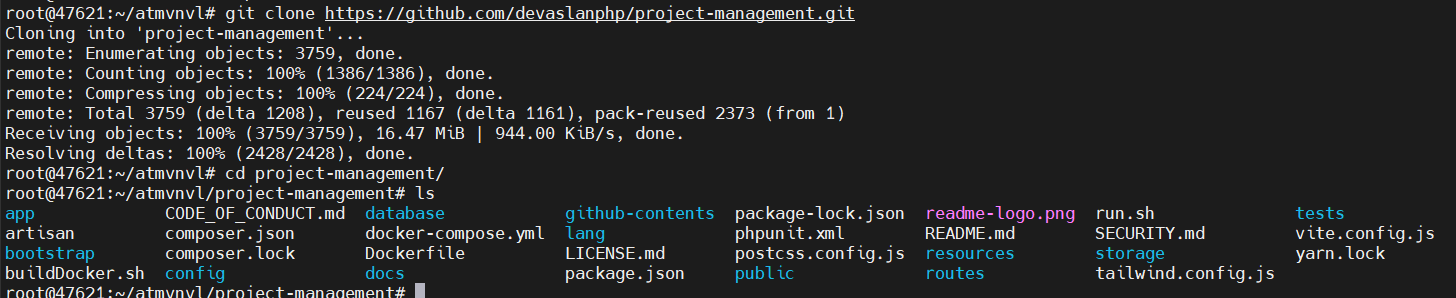 root@47621:~/atmvnvl# git clone https://github.com/devaslanphp/project-management.git
Cloning into 'project-management'...
remote: Enumerating objects: 3759, done.
remote: Counting objects: 100% (1386/1386), done.
remote: Compressing objects: 100% (224/224), done.
remote: Total 3759 (delta 1208), reused 1167 (delta 1161), pack-reused 2373 (from 1)
Receiving objects: 100% (3759/3759), 16.47 MiB | 944.00 KiB/s, done.
Resolving deltas: 100% (2428/2428), done.
root@47621:~/atmvnvl# cd project-management/
root@47621:~/atmvnvl/project-management# ls
app CODE_OF_CONDUCT.md database github-contents package-lock.json readme-logo.png run.sh tests
artisan composer.json docker-compose.yml lang phpunit.xml README.md SECURITY.md vite.config.js
bootstrap composer.lock Dockerfile LICENSE.md postcss.config.js resources storage yarn.lock
buildDocker.sh config docs package.json public routes tailwind.config.js
root@47621:~/atmvnvl/project-management#